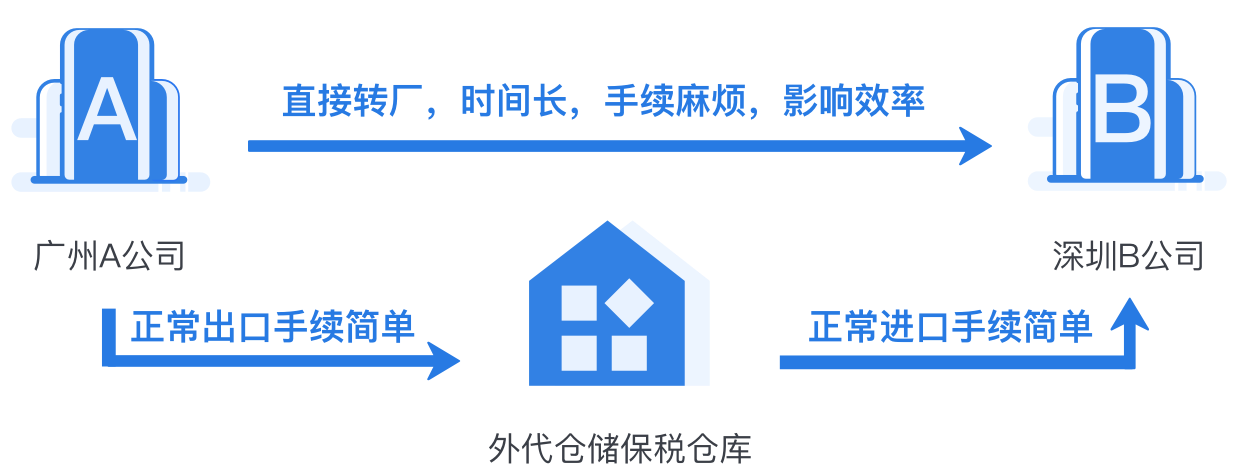 A
直接转厂，时间长，手续麻烦，影响效率
B
广州A公司
深圳B公司
正常出口手续简单
正常进口手续简单
外代仓储保税仓库